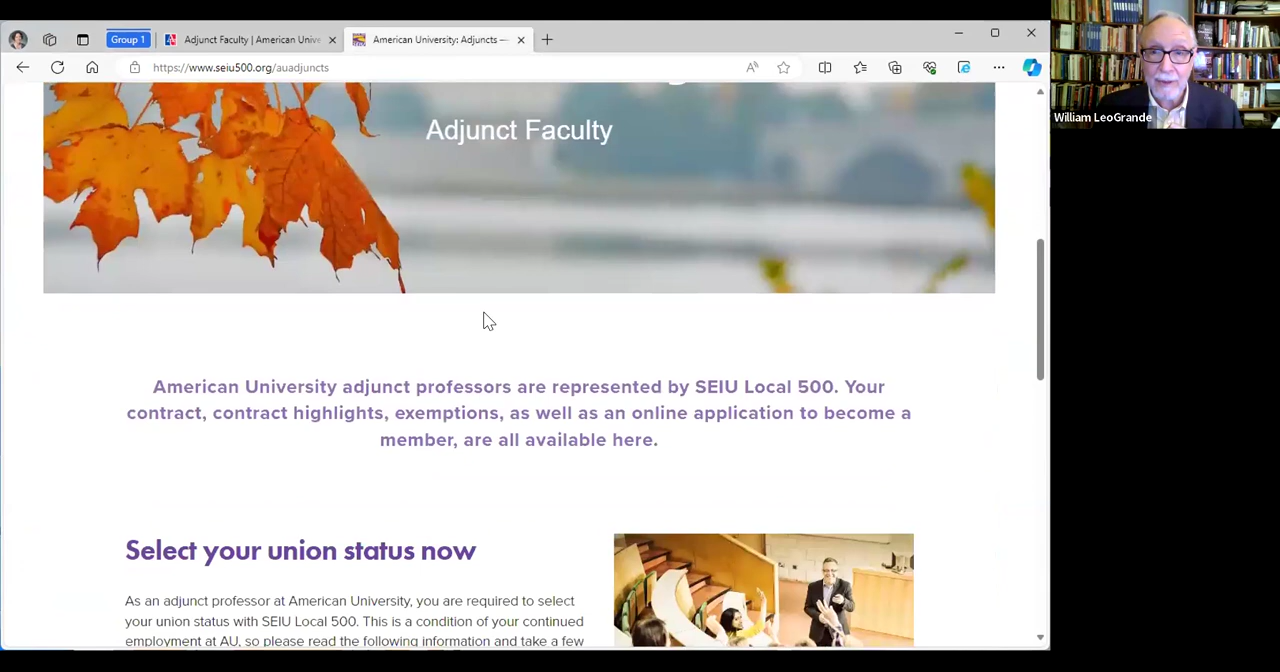 Group 1
Adjunct Faculty | American Unive
American University: Adjuncts —
https://www.seiu500.org/auadjuncts
William LeoGrande
Adjunct Faculty
American University adjunct professors are represented by SEIU Local 500. Your
contract, contract highlights, exemptions, as well as an online application to become a
member, are all available here.
Select your union status now
As an adjunct professor at American University, you are required to select
your union status with SEIU Local 500. This is a condition of your continued
employment at AU, so please read the following information and take a few